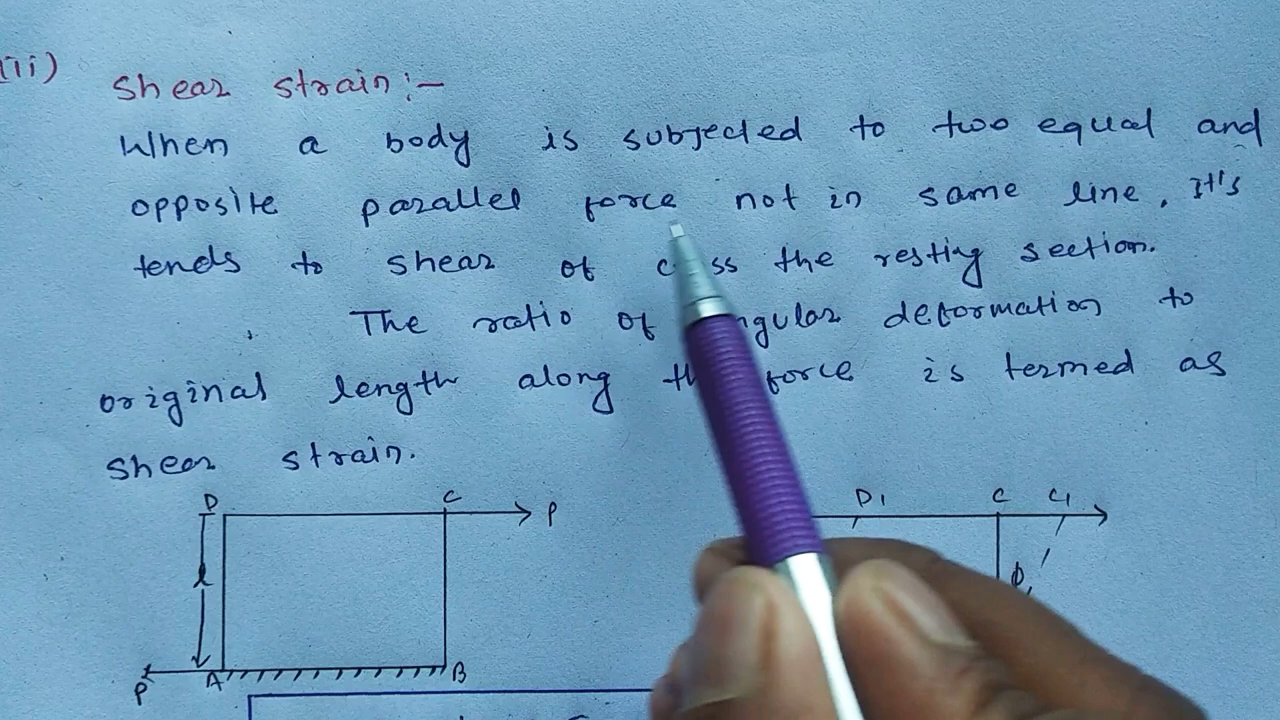 (iii) Shear strain:-
When a body is subjected to two equal and
opposite parallel force not in same line, It's
tends to shear of the resting section.
The ratio of deformation to
original length along force is termed as
shear strain.
D C P D1 C C1
l Φ
P A B